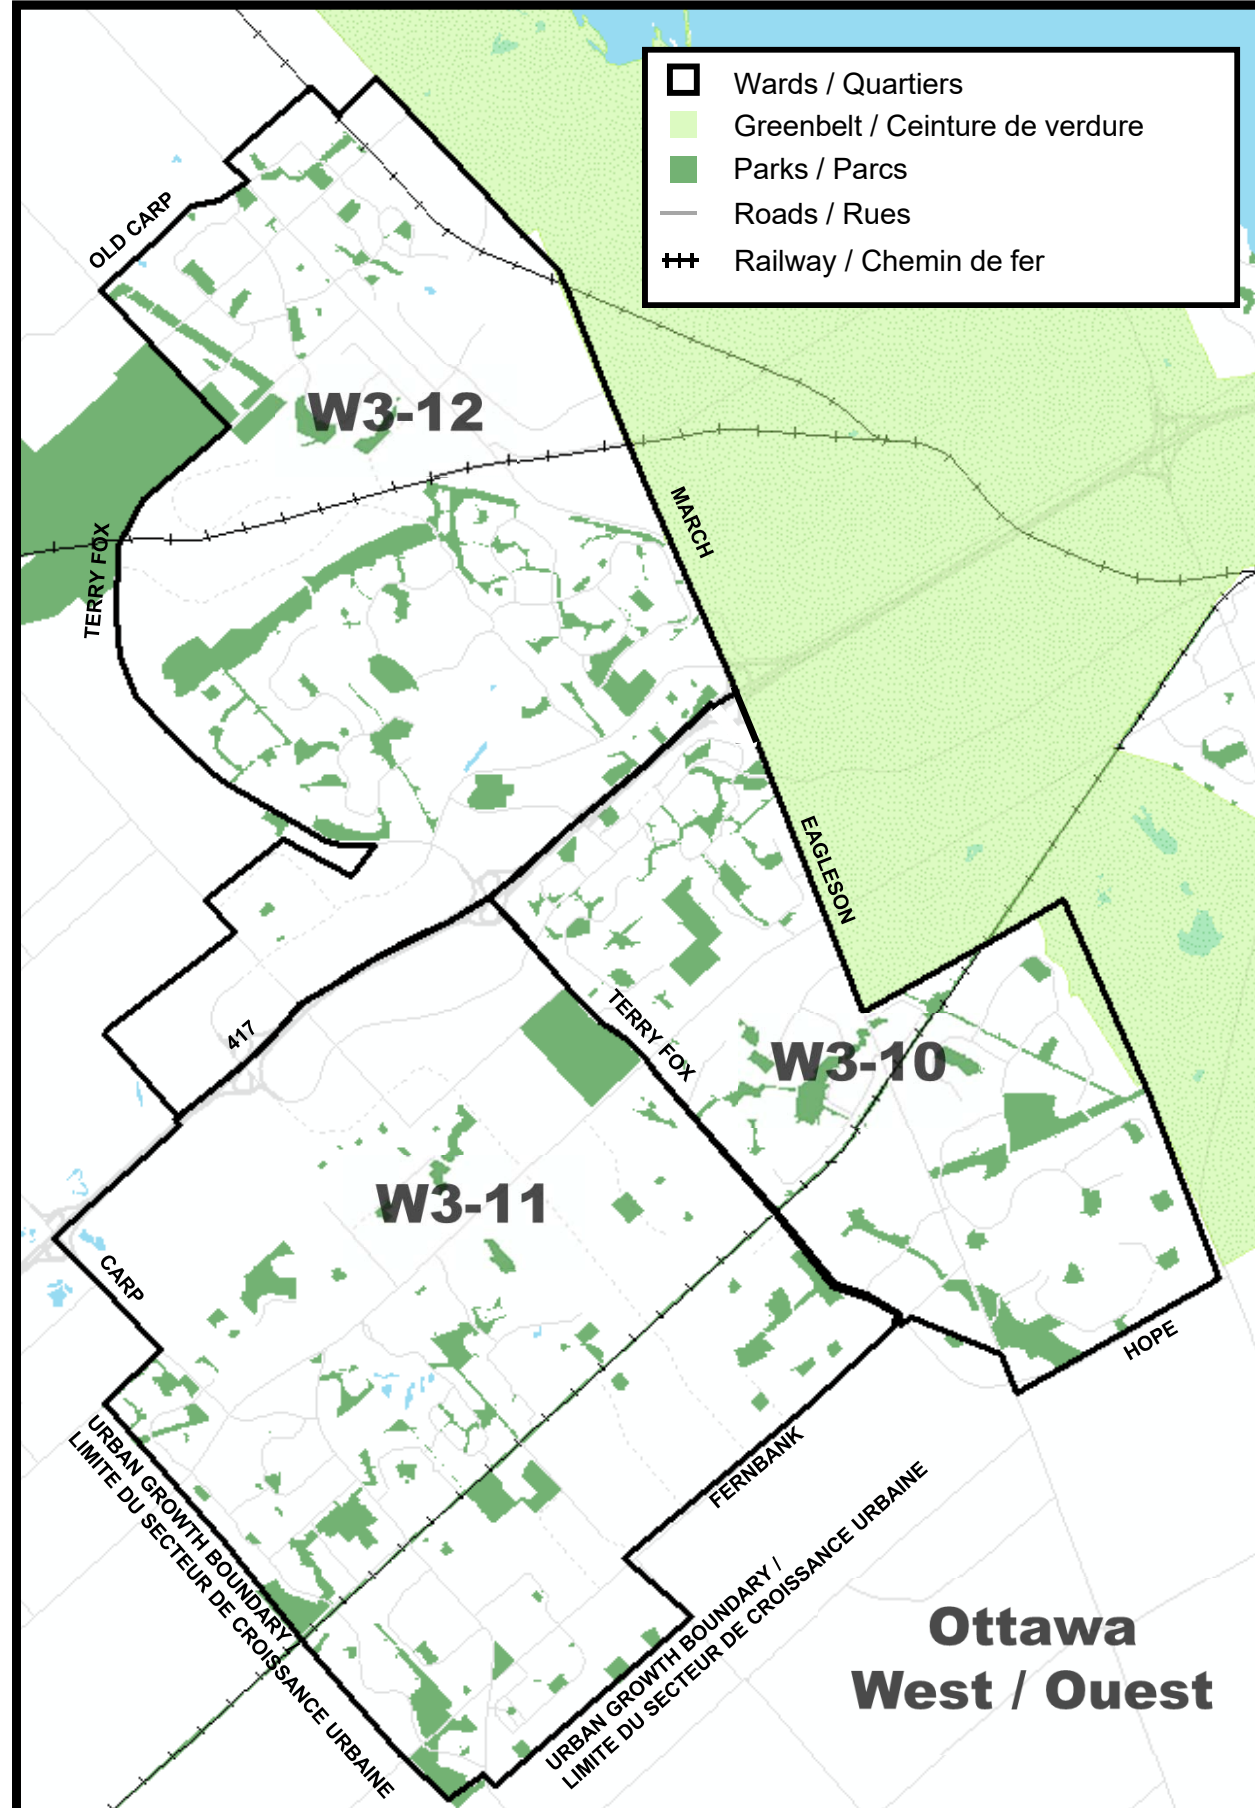 Wards / Quartiers
Greenbelt / Ceinture de verdure
Parks / Parcs
Roads / Rues
Railway / Chemin de fer
OLD CARP
W3-12
MARCH
TERRY FOX
EAGLESON
TERRY FOX
417
W3-10
W3-11
CARP
HOPE
FERNBANK
URBAN GROWTH BOUNDARY /
LIMITE DU SECTEUR DE CROISSANCE URBAINE
URBAN GROWTH BOUNDARY /
LIMITE DU SECTEUR DE CROISSANCE URBAINE
Ottawa
West / Ouest